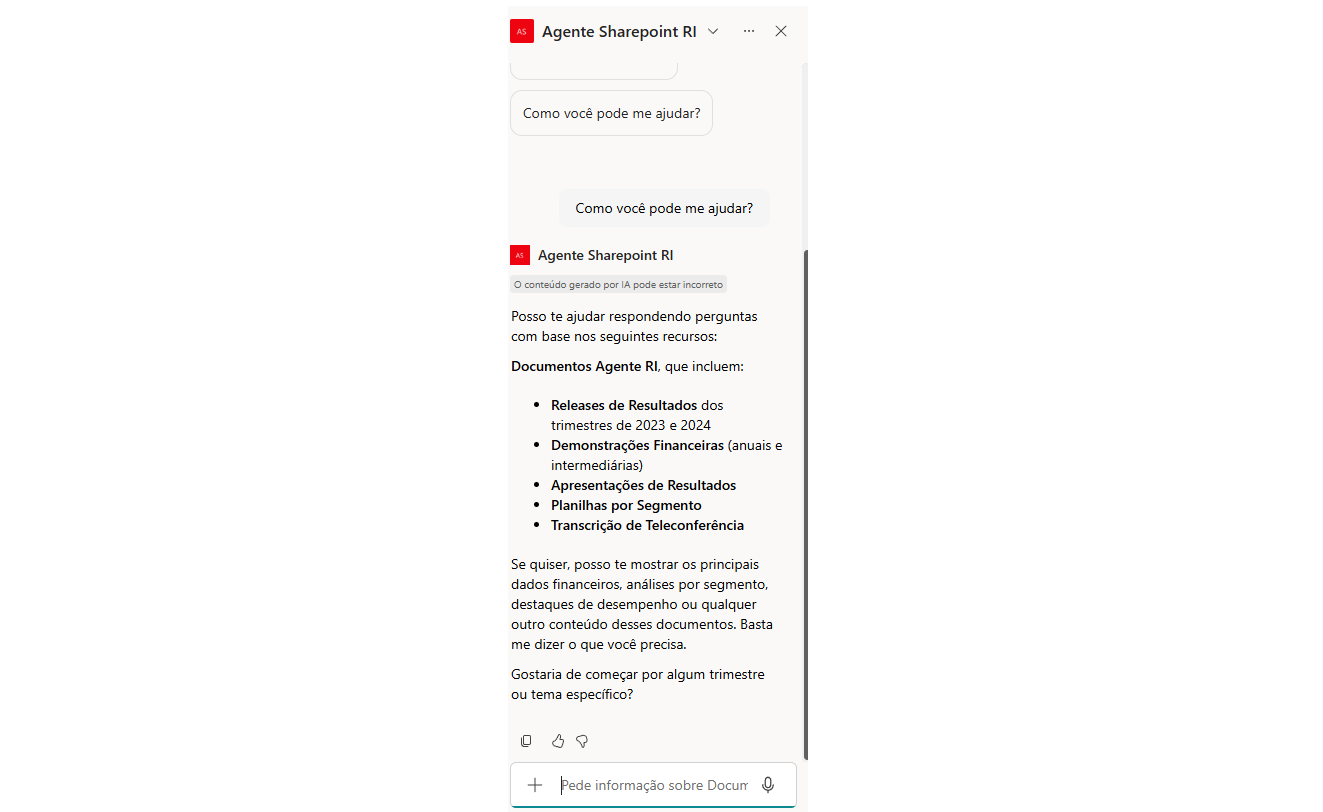 AS Agente Sharepoint RI
Como você pode me ajudar?
Como você pode me ajudar?
AS Agente Sharepoint RI
O conteúdo gerado por IA pode estar incorreto
Posso te ajudar respondendo perguntas
com base nos seguintes recursos:
Documentos Agente RI, que incluem:
• Releases de Resultados dos
trimestres de 2023 e 2024
• Demonstrações Financeiras (anuais e
intermediárias)
• Apresentações de Resultados
• Planilhas por Segmento
• Transcrição de Teleconferência
Se quiser, posso te mostrar os principais
dados financeiros, análises por segmento,
destaques de desempenho ou qualquer
outro conteúdo desses documentos. Basta
me dizer o que você precisa.
Gostaria de começar por algum trimestre
ou tema específico?
Pede informação sobre Docum